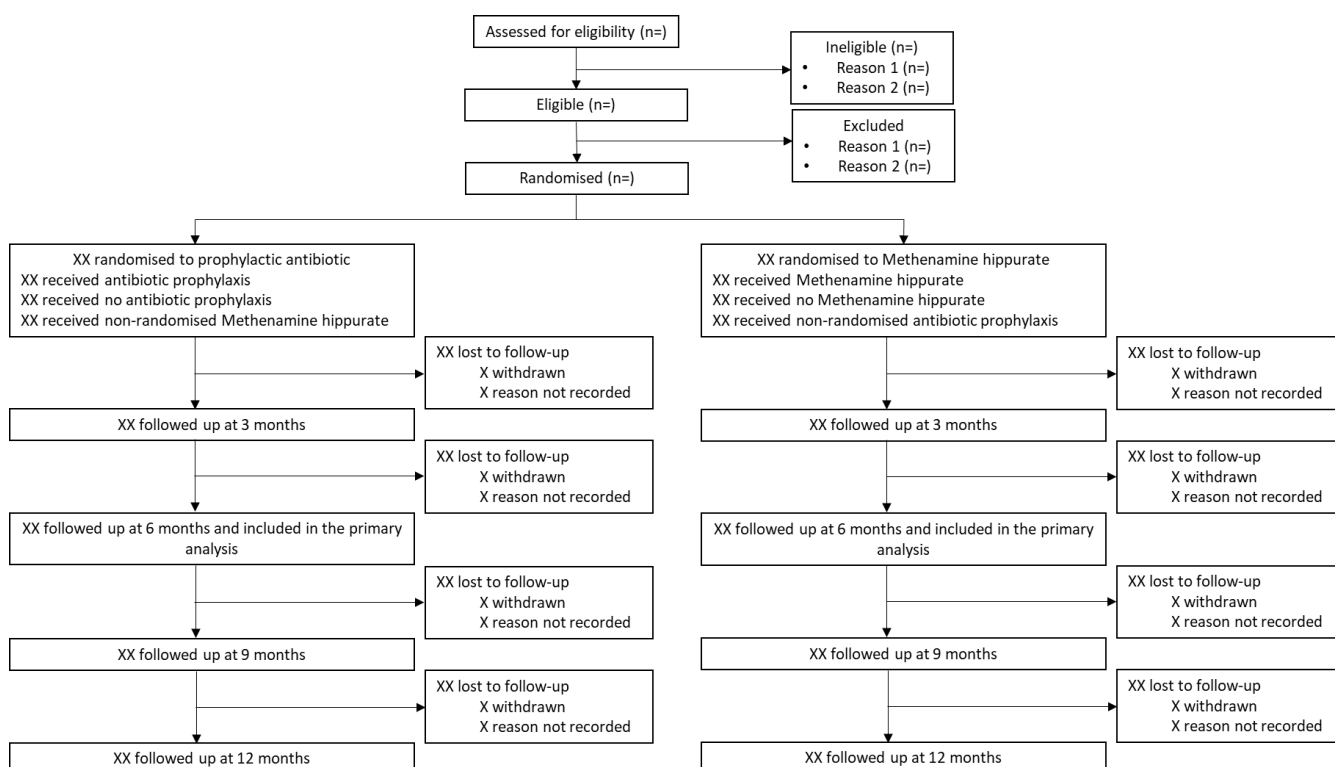 Assessed for eligibility (n=)
Ineligible (n=)
• Reason 1 (n=)
• Reason 2 (n=)
Eligible (n=)
Excluded
• Reason 1 (n=)
• Reason 2 (n=)
Randomised (n=)
XX randomised to prophylactic antibiotic
XX received antibiotic prophylaxis
XX received no antibiotic prophylaxis
XX received non-randomised Methenamine hippurate
XX lost to follow-up
X withdrawn
X reason not recorded
XX followed up at 3 months
XX lost to follow-up
X withdrawn
X reason not recorded
XX followed up at 6 months and included in the primary
analysis
XX lost to follow-up
X withdrawn
X reason not recorded
XX followed up at 9 months
XX lost to follow-up
X withdrawn
X reason not recorded
XX followed up at 12 months
XX randomised to Methenamine hippurate
XX received Methenamine hippurate
XX received no Methenamine hippurate
XX received non-randomised antibiotic prophylaxis
XX lost to follow-up
X withdrawn
X reason not recorded
XX followed up at 3 months
XX lost to follow-up
X withdrawn
X reason not recorded
XX followed up at 6 months and included in the primary
analysis
XX lost to follow-up
X withdrawn
X reason not recorded
XX followed up at 9 months
XX lost to follow-up
X withdrawn
X reason not recorded
XX followed up at 12 months